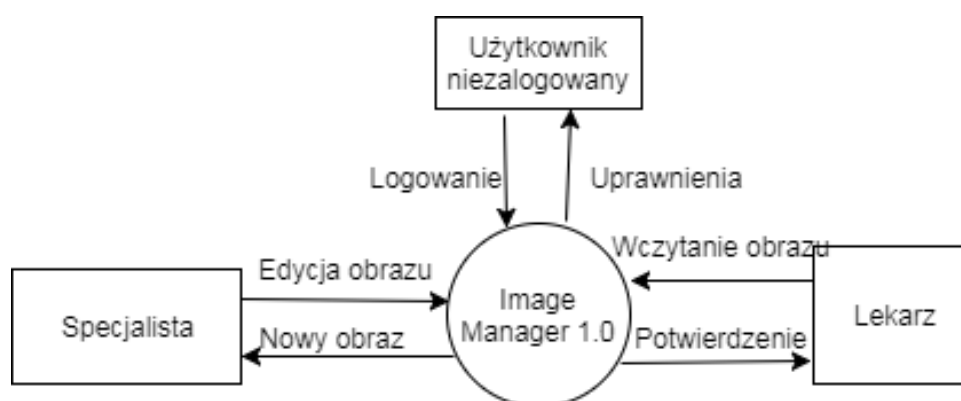 Użytkownik
niezalogowany
Logowanie
Uprawnienia
Wczytanie obrazu
Edycja obrazu
Image
Manager 1.0
Specjalista
Lekarz
Nowy obraz
Potwierdzenie